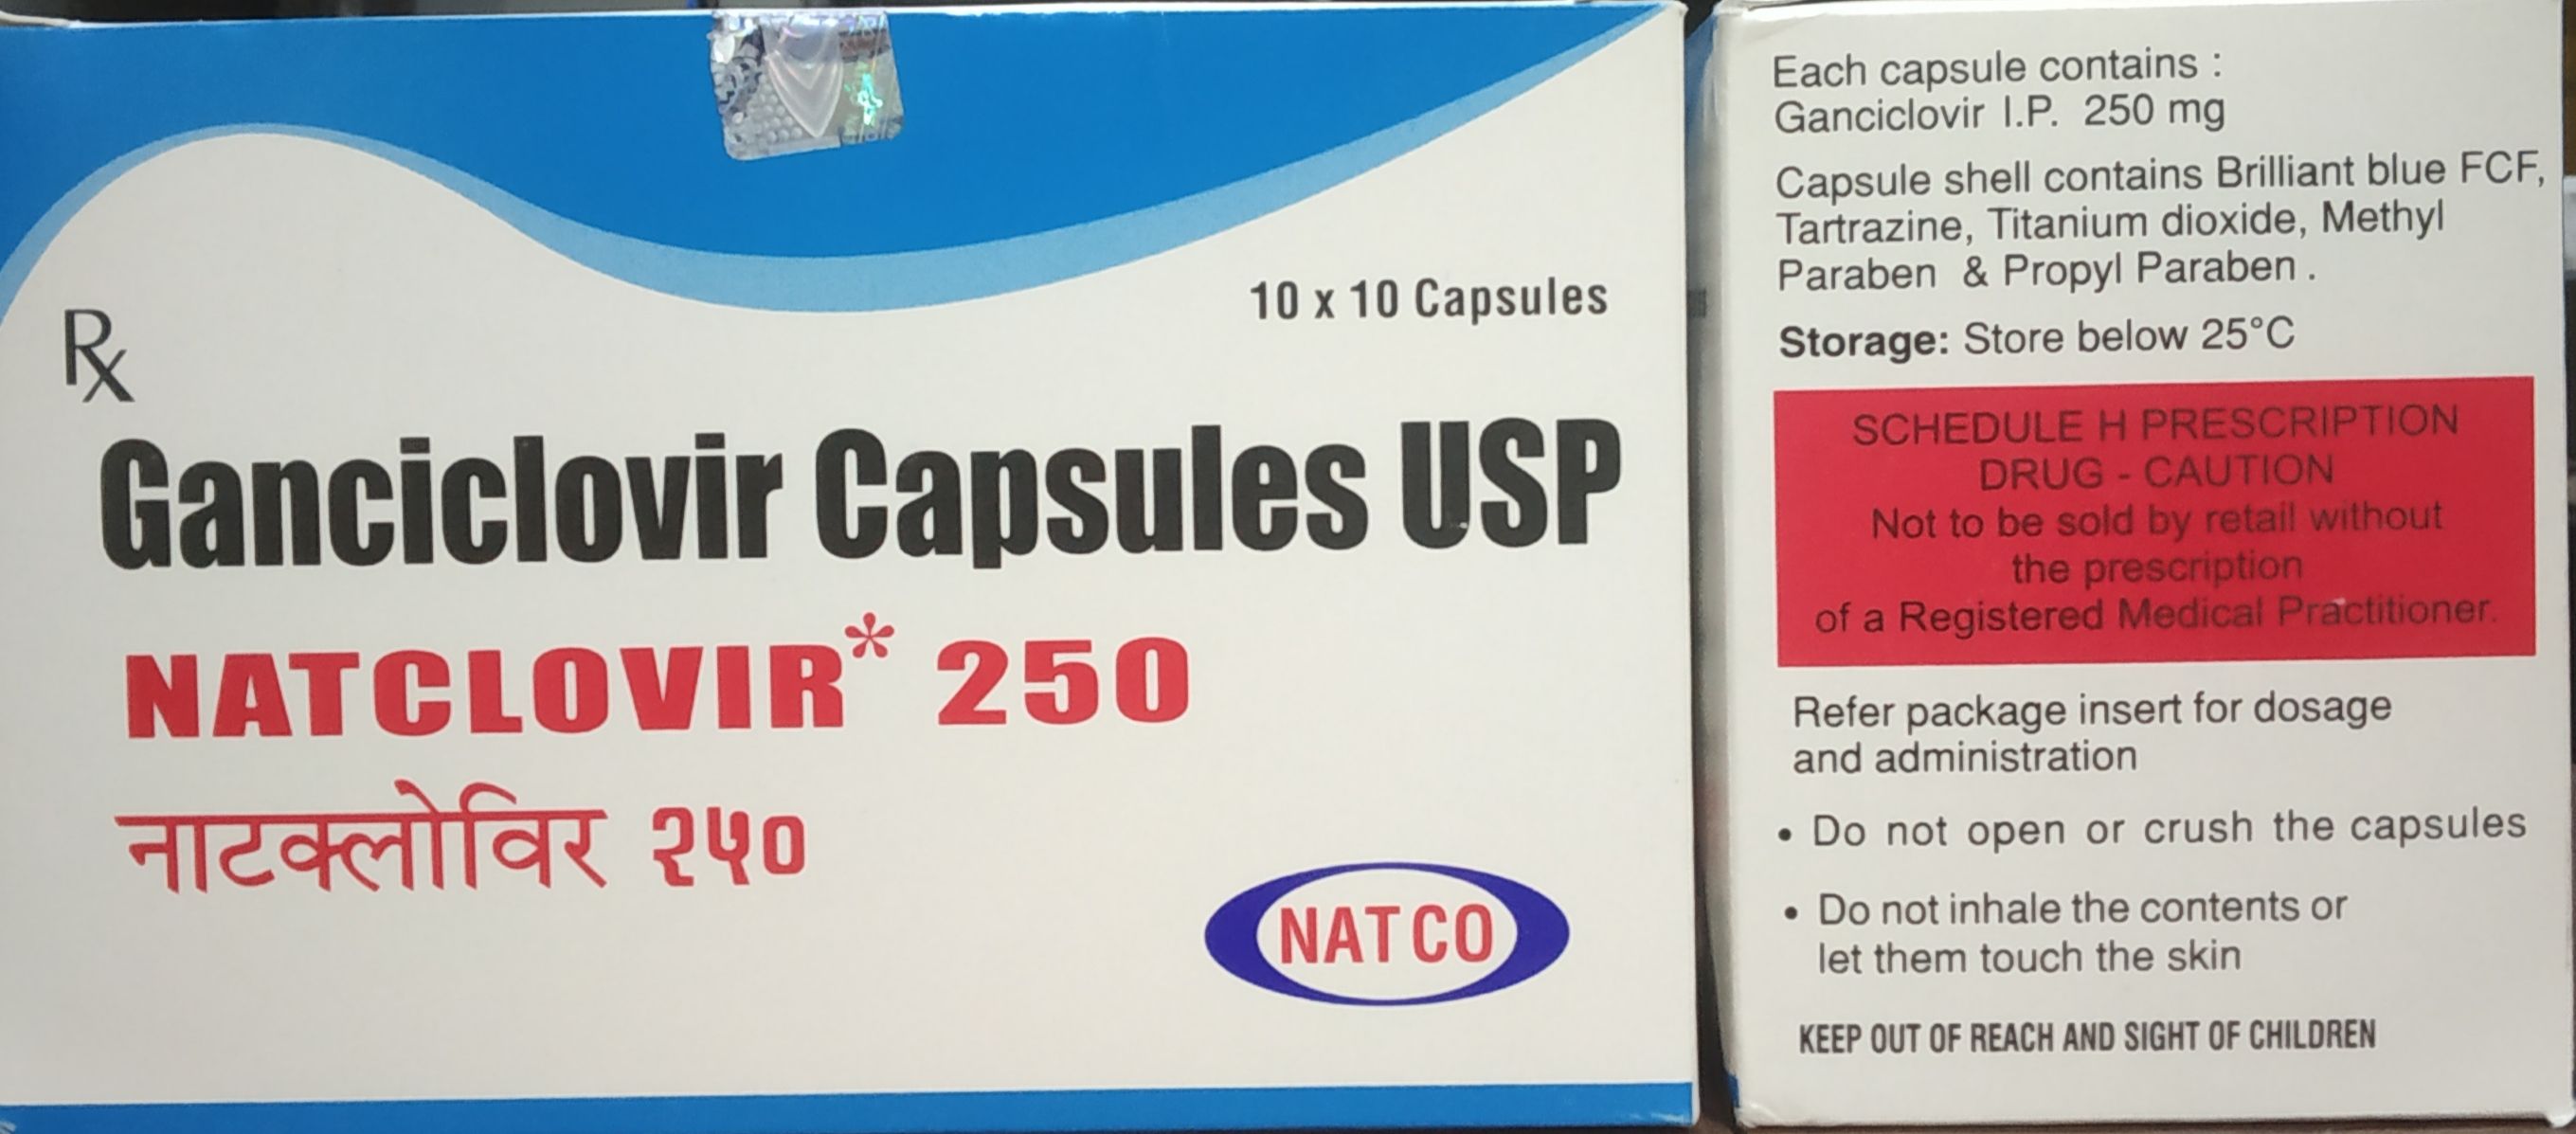 10 x 10 Capsules
Rx
Ganciclovir Capsules USP
NATCLOVIR* 250
नाटक्लोविर २५०
NATCO
Each capsule contains :
Ganciclovir I.P. 250 mg
Capsule shell contains Brilliant blue FCF,
Tartrazine, Titanium dioxide, Methyl
Paraben & Propyl Paraben .
Storage: Store below 25°C
SCHEDULE H PRESCRIPTION
DRUG - CAUTION
Not to be sold by retail without
the prescription
of a Registered Medical Practitioner.
Refer package insert for dosage
and administration
• Do not open or crush the capsules
• Do not inhale the contents or
let them touch the skin
KEEP OUT OF REACH AND SIGHT OF CHILDREN